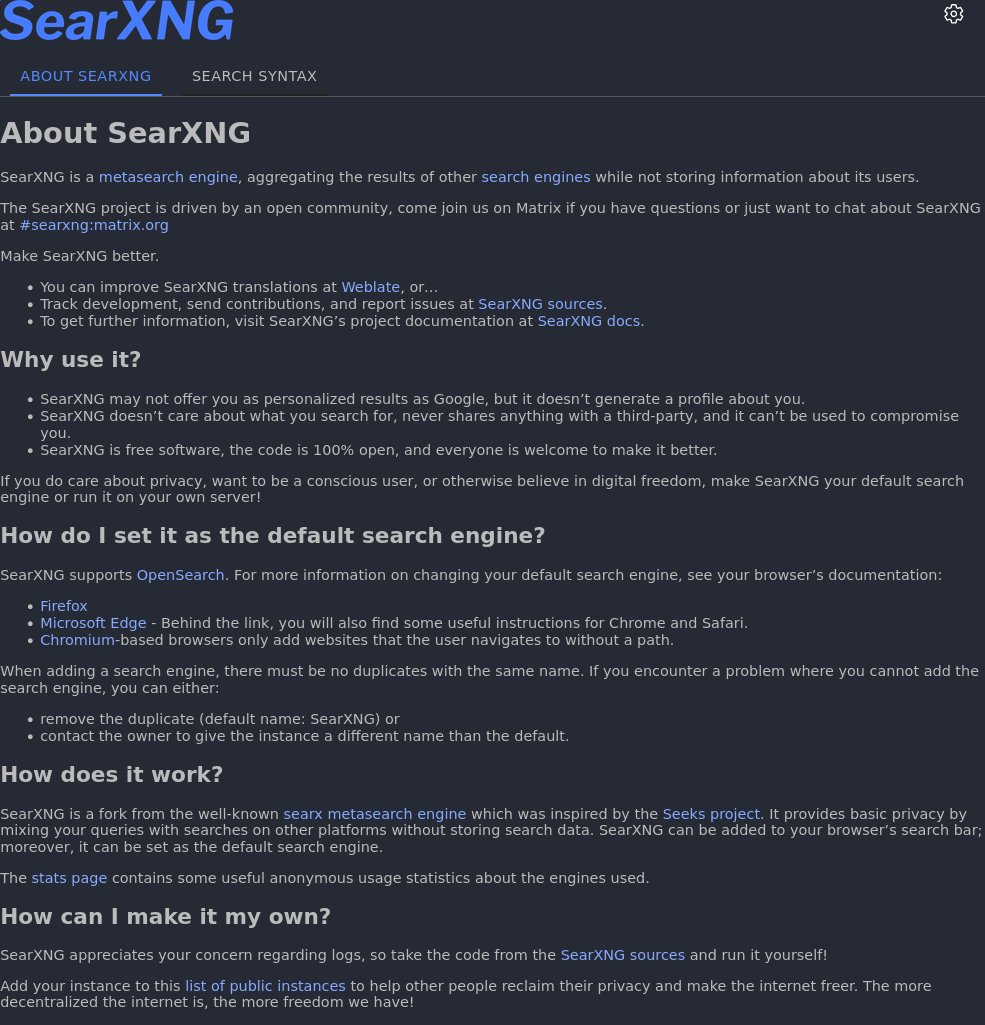 SearXNG
ABOUT SEARXNG
SEARCH SYNTAX
About SearXNG
SearXNG is a metasearch engine, aggregating the results of other search engines while not storing information about its users.
The SearXNG project is driven by an open community, come join us on Matrix if you have questions or just want to chat about SearXNG
at #searxng:matrix.org
Make SearXNG better.
• You can improve SearXNG translations at Weblate, or…
• Track development, send contributions, and report issues at SearXNG sources.
• To get further information, visit SearXNG’s project documentation at SearXNG docs.
Why use it?
• SearXNG may not offer you as personalized results as Google, but it doesn’t generate a profile about you.
• SearXNG doesn’t care about what you search for, never shares anything with a third-party, and it can’t be used to compromise
you.
• SearXNG is free software, the code is 100% open, and everyone is welcome to make it better.
If you do care about privacy, want to be a conscious user, or otherwise believe in digital freedom, make SearXNG your default search
engine or run it on your own server!
How do I set it as the default search engine?
SearXNG supports OpenSearch. For more information on changing your default search engine, see your browser’s documentation:
• Firefox
• Microsoft Edge - Behind the link, you will also find some useful instructions for Chrome and Safari.
• Chromium-based browsers only add websites that the user navigates to without a path.
When adding a search engine, there must be no duplicates with the same name. If you encounter a problem where you cannot add the
search engine, you can either:
• remove the duplicate (default name: SearXNG) or
• contact the owner to give the instance a different name than the default.
How does it work?
SearXNG is a fork from the well-known searx metasearch engine which was inspired by the Seeks project. It provides basic privacy by
mixing your queries with searches on other platforms without storing search data. SearXNG can be added to your browser’s search bar;
moreover, it can be set as the default search engine.
The stats page contains some useful anonymous usage statistics about the engines used.
How can I make it my own?
SearXNG appreciates your concern regarding logs, so take the code from the SearXNG sources and run it yourself!
Add your instance to this list of public instances to help other people reclaim their privacy and make the internet freer. The more
decentralized the internet is, the more freedom we have!